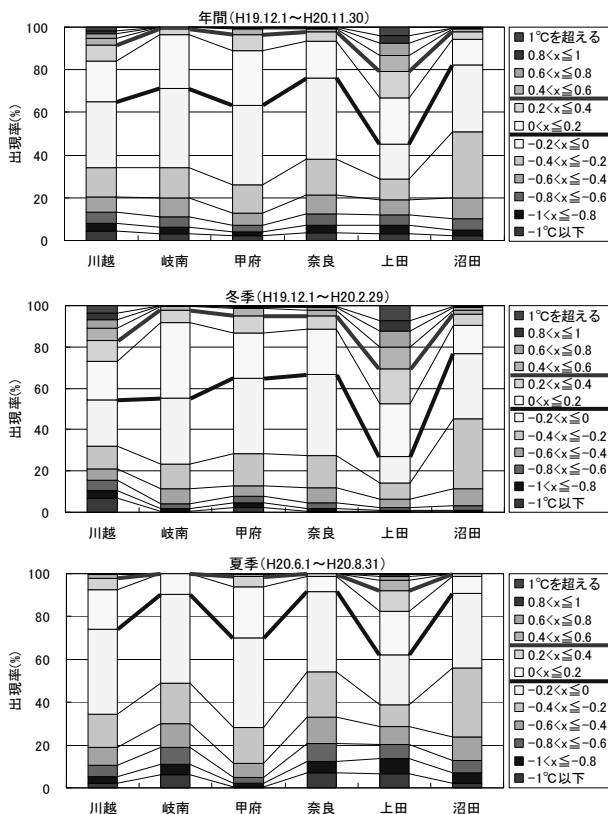 年間(H19.12.1～H20.11.30)
出現率(%)
100
80
60
40
20
0
川越 岐南 甲府 奈良 上田 沼田
1℃を超える
0.8<x≦1
0.6<x≦0.8
0.4<x≦0.6
0.2<x≦0.4
0<x≦0.2
-0.2<x≦0
-0.4<x≦-0.2
-0.6<x≦-0.4
-0.8<x≦-0.6
-1<x≦-0.8
-1℃以下
冬季(H19.12.1～H20.2.29)
出現率(%)
100
80
60
40
20
0
川越 岐南 甲府 奈良 上田 沼田
1℃を超える
0.8<x≦1
0.6<x≦0.8
0.4<x≦0.6
0.2<x≦0.4
0<x≦0.2
-0.2<x≦0
-0.4<x≦-0.2
-0.6<x≦-0.4
-0.8<x≦-0.6
-1<x≦-0.8
-1℃以下
夏季(H20.6.1～H20.8.31)
出現率(%)
100
80
60
40
20
0
川越 岐南 甲府 奈良 上田 沼田
1℃を超える
0.8<x≦1
0.6<x≦0.8
0.4<x≦0.6
0.2<x≦0.4
0<x≦0.2
-0.2<x≦0
-0.4<x≦-0.2
-0.6<x≦-0.4
-0.8<x≦-0.6
-1<x≦-0.8
-1℃以下